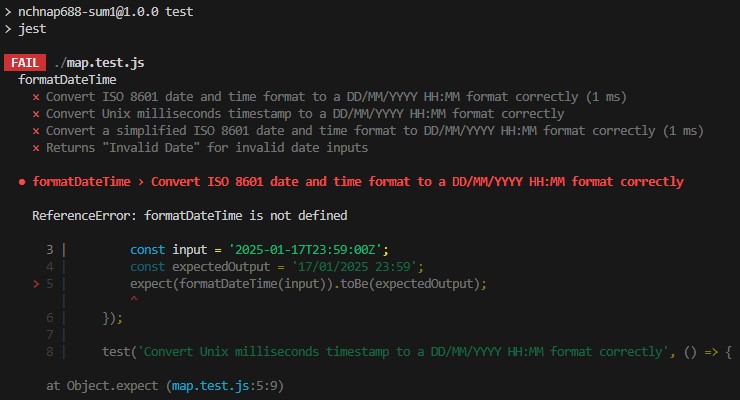 > nchnap688-sum1@1.0.0 test
> jest
FAIL ./map.test.js
formatDateTime
× Convert ISO 8601 date and time format to a DD/MM/YYYY HH:MM format correctly (1 ms)
× Convert Unix milliseconds timestamp to a DD/MM/YYYY HH:MM format correctly
× Convert a simplified ISO 8601 date and time format to DD/MM/YYYY HH:MM format correctly (1 ms)
× Returns "Invalid Date" for invalid date inputs
● formatDateTime › Convert ISO 8601 date and time format to a DD/MM/YYYY HH:MM format correctly
ReferenceError: formatDateTime is not defined
3 | const input = '2025-01-17T23:59:00Z';
4 | const expectedOutput = '17/01/2025 23:59';
> 5 | expect(formatDateTime(input)).toBe(expectedOutput);
| ^
6 | });
7 |
8 | test('Convert Unix milliseconds timestamp to a DD/MM/YYYY HH:MM format correctly', () => {
at Object.expect (map.test.js:5:9)